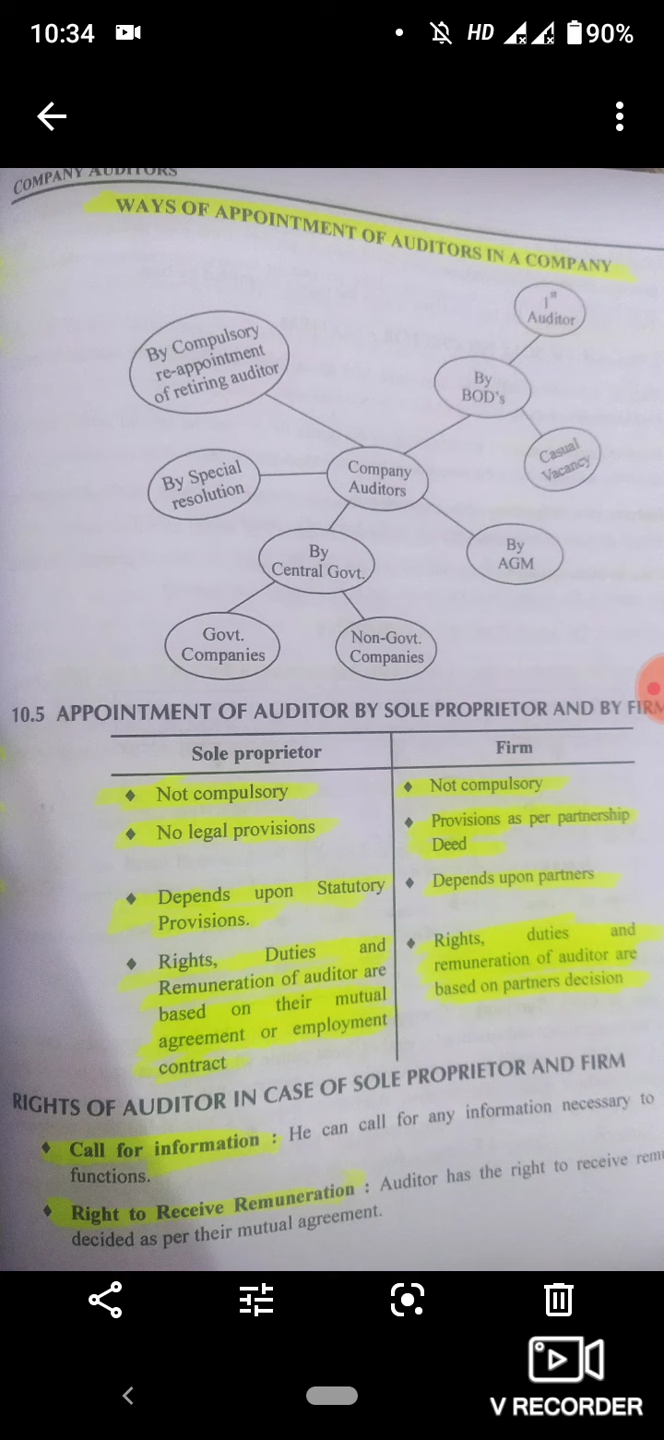 10:34
HD
90%
COMPANY AUDITORS
WAYS OF APPOINTMENT OF AUDITORS IN A COMPANY
1st
Auditor
By Compulsory
re-appointment
of retiring auditor
By
BOD's
Casual
Vacancy
By Special
resolution
Company
Auditors
By
AGM
By
Central Govt.
Govt.
Companies
Non-Govt.
Companies
10.5 APPOINTMENT OF AUDITOR BY SOLE PROPRIETOR AND BY FIRM
Sole proprietor
Firm
♦ Not compulsory
♦ No legal provisions
♦ Depends upon Statutory
Provisions.
♦ Rights, Duties and
Remuneration of auditor are
based on their mutual
agreement or employment
contract
♦ Not compulsory
♦ Provisions as per partnership
Deed
♦ Depends upon partners
♦ Rights, duties and
remuneration of auditor are
based on partners decision
RIGHTS OF AUDITOR IN CASE OF SOLE PROPRIETOR AND FIRM
♦ Call for information : He can call for any information necessary to
functions.
♦ Right to Receive Remuneration : Auditor has the right to receive
decided as per their mutual agreement.
V RECORDER